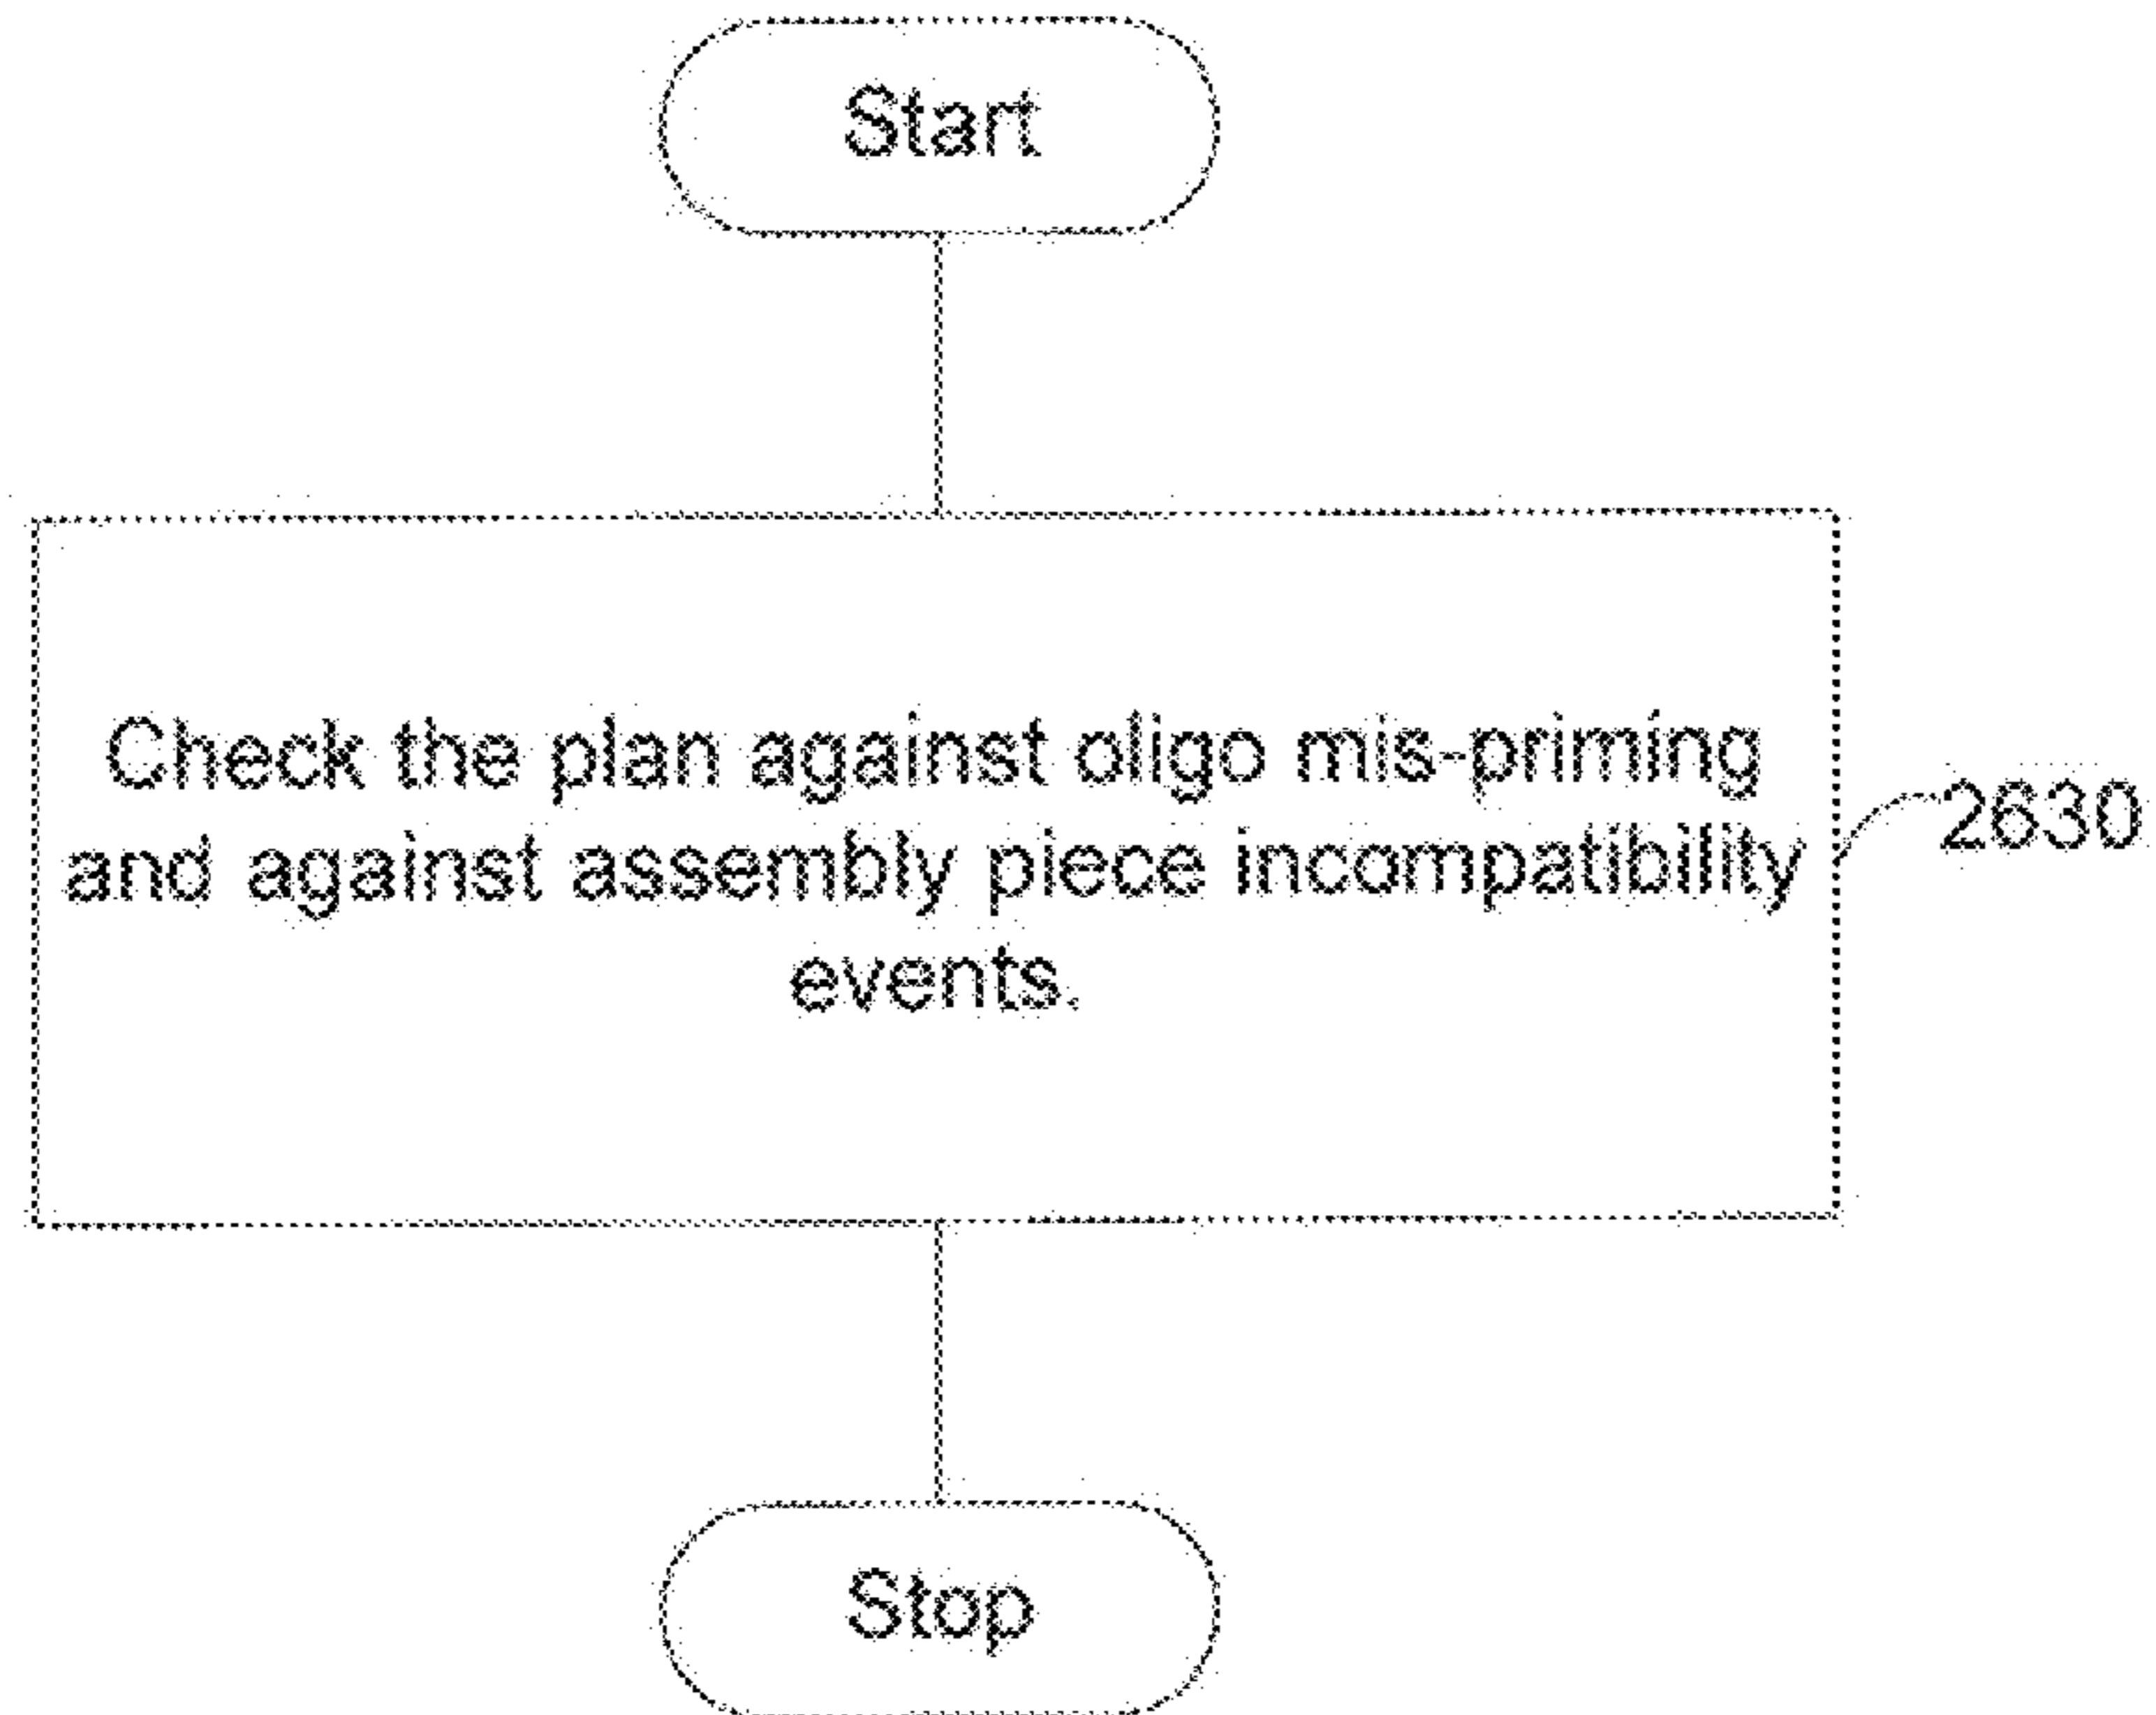 Start
Check the plan against oligo mis-priming
and against assembly piece incompatibility
events.
2630
Stop